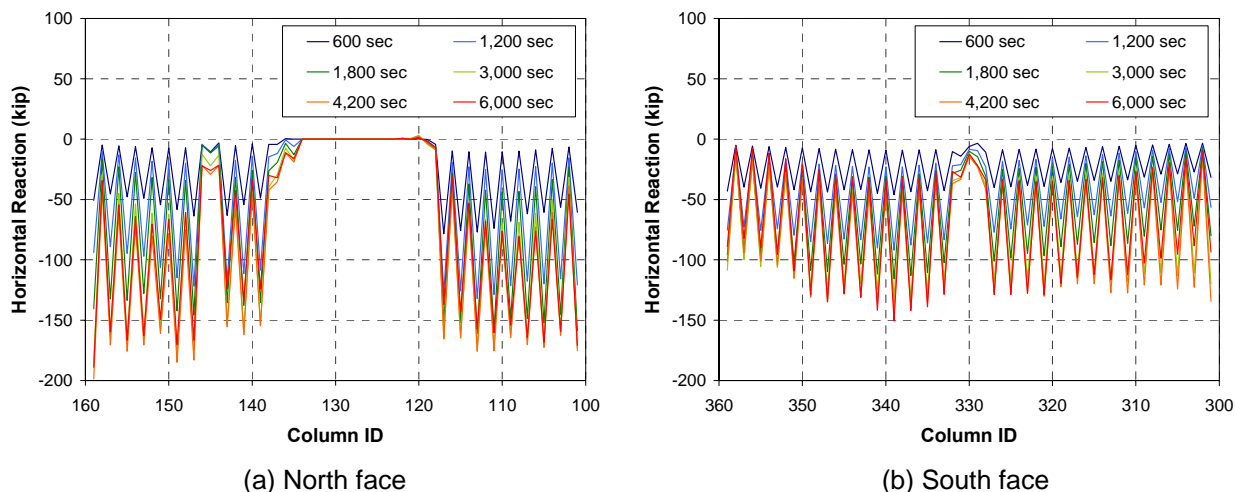 100
50
0
-50
-100
-150
-200
Horizontal Reaction (kip)
600 sec 1,200 sec
1,800 sec 3,000 sec
4,200 sec 6,000 sec
160 150 140 130 120 110 100
Column ID
(a) North face
100
50
0
-50
-100
-150
-200
Horizontal Reaction (kip)
600 sec 1,200 sec
1,800 sec 3,000 sec
4,200 sec 6,000 sec
360 350 340 330 320 310 300
Column ID
(b) South face